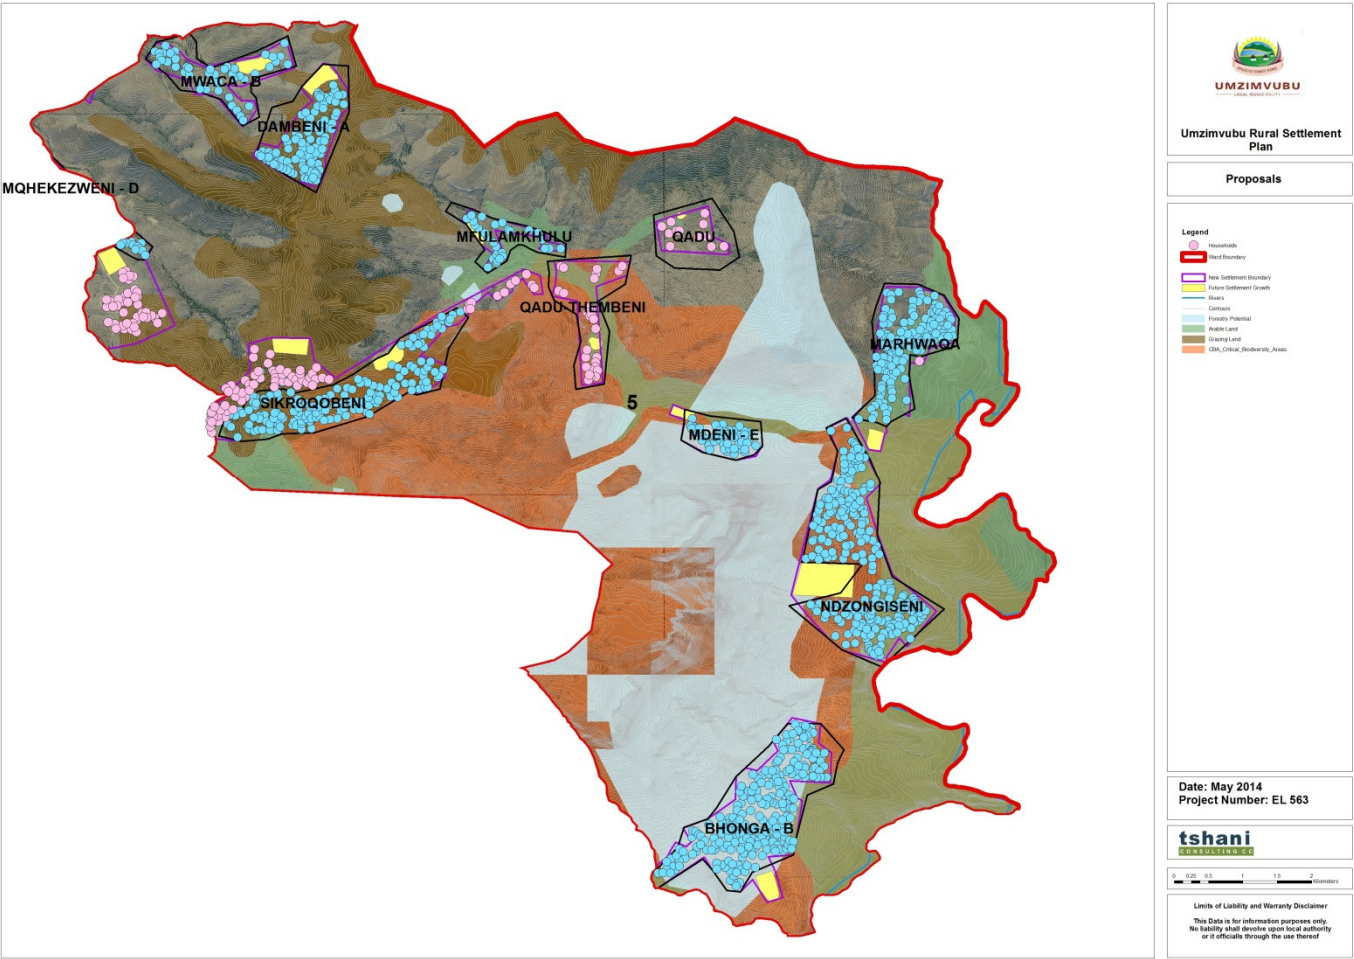 MWACA - B
DAMBENI - A
MQHEKEZWENI - D
MFULAMKHULU
QADU
QADU THEMBENI
MARHWAQA
SIKROQOBENI
5
MDENI - E
NDZONGISENI
BHONGA - B
UMZIMVUBU
LOCAL MUNICIPALITY
Umzimvubu Rural Settlement
Plan
Proposals
Legend
Households
Ward Boundary
New Settlement Boundary
Future Settlement Growth
Rivers
Contours
Forestry Potential
Arable Land
Grazing Land
CBA_Critical_Biodiversity_Areas
Date: May 2014
Project Number: EL 563
tshani
CONSULTING CC
0 0.25 0.5 1 1.5 2
Kilometers
Limits of Liability and Warranty Disclaimer
This Data is for information purposes only.
No liability shall devolve upon local authority
or it officialls through the use thereof